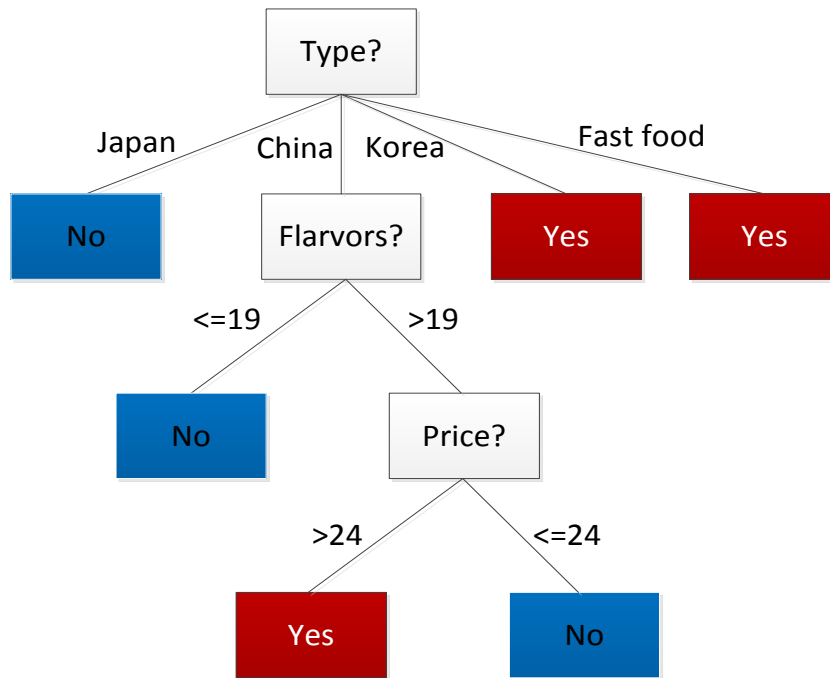 Type?
Japan
China
Korea
Fast food
No
Flarvors?
Yes
Yes
<=19
>19
No
Price?
>24
<=24
Yes
No